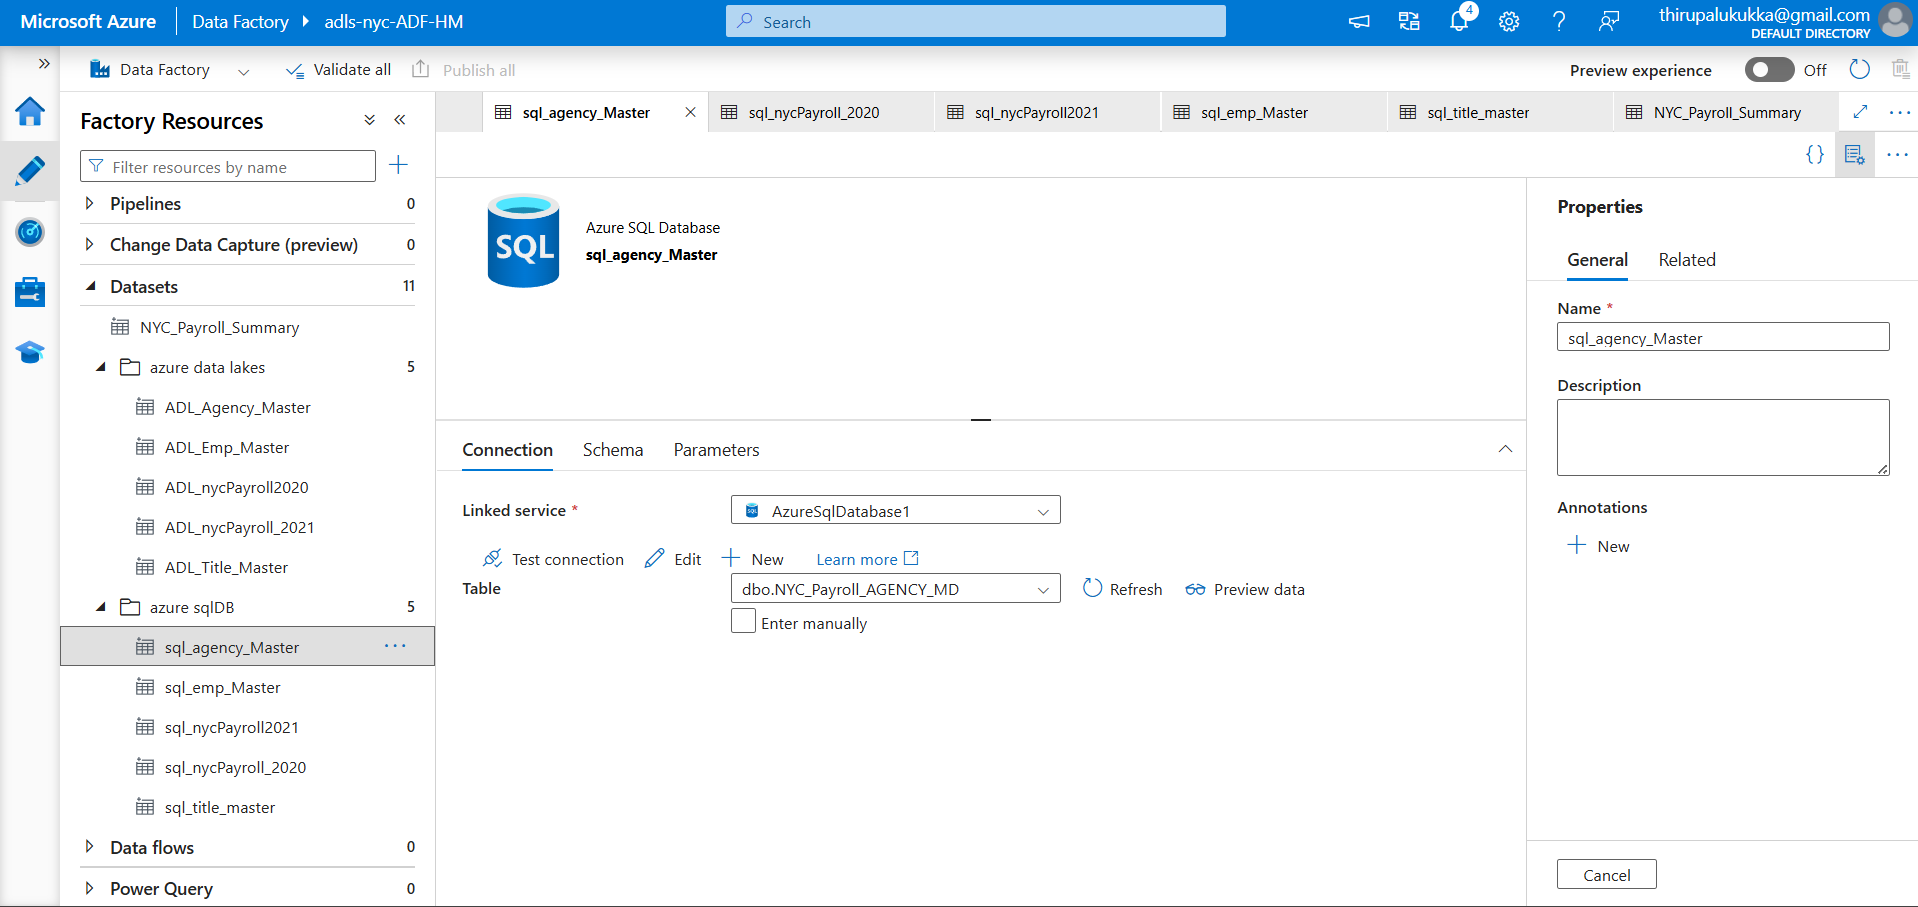 Microsoft Azure
Data Factory
adls-nyc-ADF-HM
Search
4
thirupalukukka@gmail.com
DEFAULT DIRECTORY
Data Factory
Validate all
Publish all
Preview experience
Off
Factory Resources
Filter resources by name
Pipelines 0
Change Data Capture (preview) 0
Datasets 11
NYC_Payroll_Summary
azure data lakes 5
ADL_Agency_Master
ADL_Emp_Master
ADL_nycPayroll2020
ADL_nycPayroll_2021
ADL_Title_Master
azure sqlDB 5
sql_agency_Master
sql_emp_Master
sql_nycPayroll2021
sql_nycPayroll_2020
sql_title_master
Data flows 0
Power Query 0
sql_agency_Master
sql_nycPayroll_2020
sql_nycPayroll2021
sql_emp_Master
sql_title_master
NYC_Payroll_Summary
SQL
Azure SQL Database
sql_agency_Master
Connection
Schema
Parameters
Linked service *
AzureSqlDatabase1
Test connection
Edit
New
Learn more
Table
dbo.NYC_Payroll_AGENCY_MD
Refresh
Preview data
Enter manually
Properties
General
Related
Name *
sql_agency_Master
Description
Annotations
New
Cancel